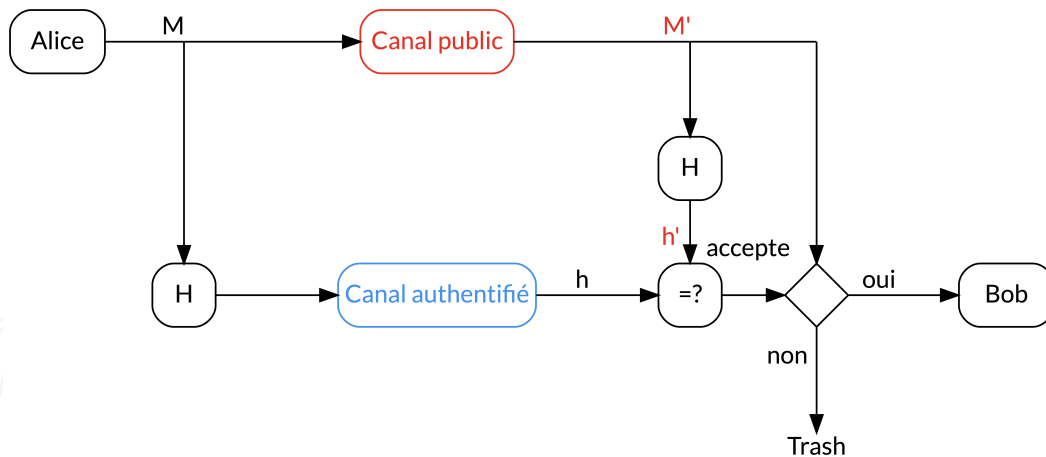 Alice
M
Canal public
M'
H
h'
accepte
H
Canal authentifié
h
=?
oui
Bob
non
Trash